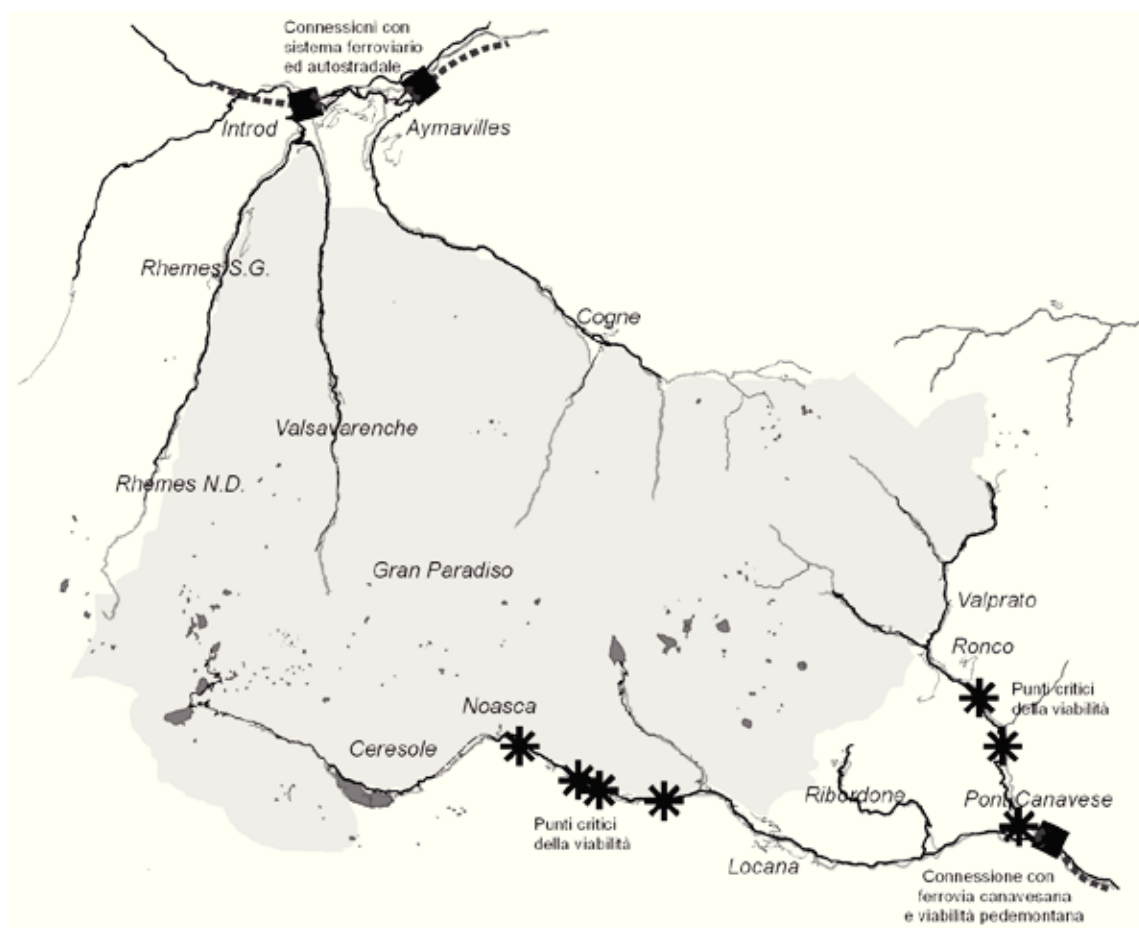 Connessioni con
sistema ferroviario
ed autostradale
Introd
Aymavilles
Rhemes S.G.
Cogne
Valsavarenche
Rhemes N.D.
Gran Paradiso
Valprato
Ronco
Punti critici
della viabilità
Noasca
Ceresole
Ribordone
Pont Canavese
Punti critici
della viabilità
Locana
Connessione con
ferrovia canavesana
e viabilità pedemontana